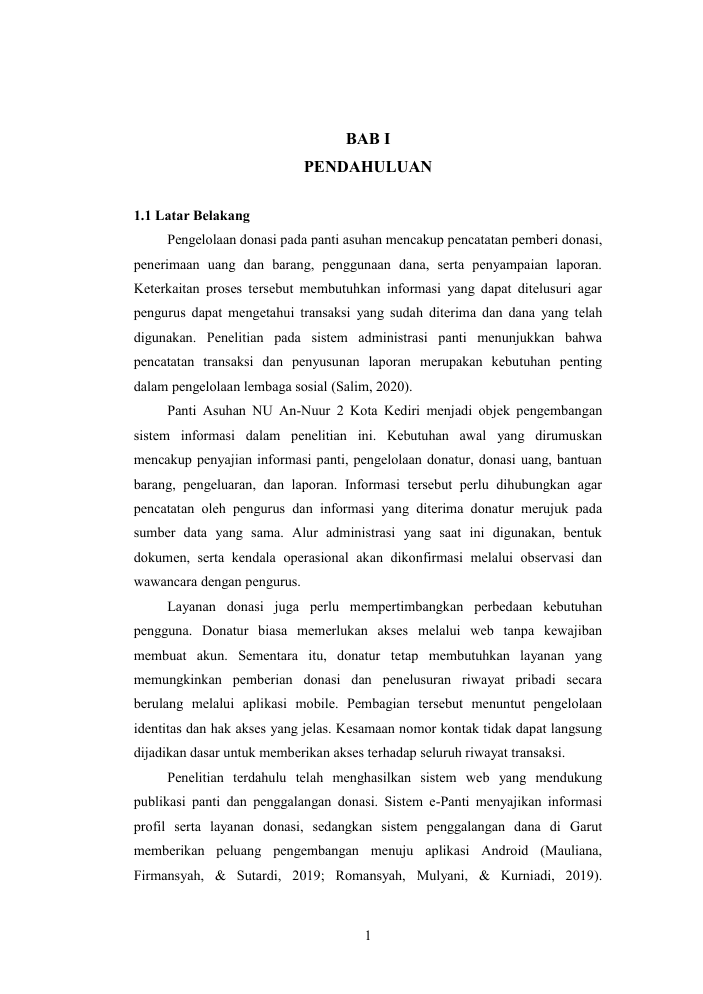 BAB I
PENDAHULUAN
1.1 Latar Belakang
Pengelolaan donasi pada panti asuhan mencakup pencatatan pemberi donasi,
penerimaan uang dan barang, penggunaan dana, serta penyampaian laporan.
Keterkaitan proses tersebut membutuhkan informasi yang dapat ditelusuri agar
pengurus dapat mengetahui transaksi yang sudah diterima dan dana yang telah
digunakan. Penelitian pada sistem administrasi panti menunjukkan bahwa
pencatatan transaksi dan penyusunan laporan merupakan kebutuhan penting
dalam pengelolaan lembaga sosial (Salim, 2020).
Panti Asuhan NU An-Nuur 2 Kota Kediri menjadi objek pengembangan
sistem informasi dalam penelitian ini. Kebutuhan awal yang dirumuskan
mencakup penyajian informasi panti, pengelolaan donatur, donasi uang, bantuan
barang, pengeluaran, dan laporan. Informasi tersebut perlu dihubungkan agar
pencatatan oleh pengurus dan informasi yang diterima donatur merujuk pada
sumber data yang sama. Alur administrasi yang saat ini digunakan, bentuk
dokumen, serta kendala operasional akan dikonfirmasi melalui observasi dan
wawancara dengan pengurus.
Layanan donasi juga perlu mempertimbangkan perbedaan kebutuhan
pengguna. Donatur biasa memerlukan akses melalui web tanpa kewajiban
membuat akun. Sementara itu, donatur tetap membutuhkan layanan yang
memungkinkan pemberian donasi dan penelusuran riwayat pribadi secara
berulang melalui aplikasi mobile. Pembagian tersebut menuntut pengelolaan
identitas dan hak akses yang jelas. Kesamaan nomor kontak tidak dapat langsung
dijadikan dasar untuk memberikan akses terhadap seluruh riwayat transaksi.
Penelitian terdahulu telah menghasilkan sistem web yang mendukung
publikasi panti dan penggalangan donasi. Sistem e-Panti menyajikan informasi
profil serta layanan donasi, sedangkan sistem penggalangan dana di Garut
memberikan peluang pengembangan menuju aplikasi Android (Mauliana,
Firmansyah, & Sutardi, 2019; Romansyah, Mulyani, & Kurniadi, 2019).
1